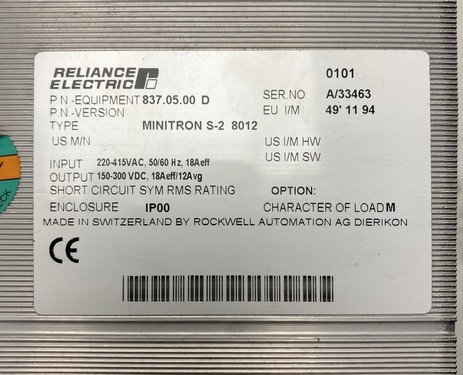 RELIANCE
ELECTRIC
0101
P.N.-EQUIPMENT 837.05.00 D
SER.NO A/33463
P.N.-VERSION
EU I/M 49' 11 94
TYPE MINITRON S-2 8012
US M/N
US I/M HW
US I/M SW
INPUT 220-415VAC, 50/60 Hz, 18Aeff
OUTPUT 150-300 VDC, 18Aeff/12Avg
SHORT CIRCUIT SYM RMS RATING OPTION:
ENCLOSURE IP00 CHARACTER OF LOAD M
MADE IN SWITZERLAND BY ROCKWELL AUTOMATION AG DIERIKON
CE